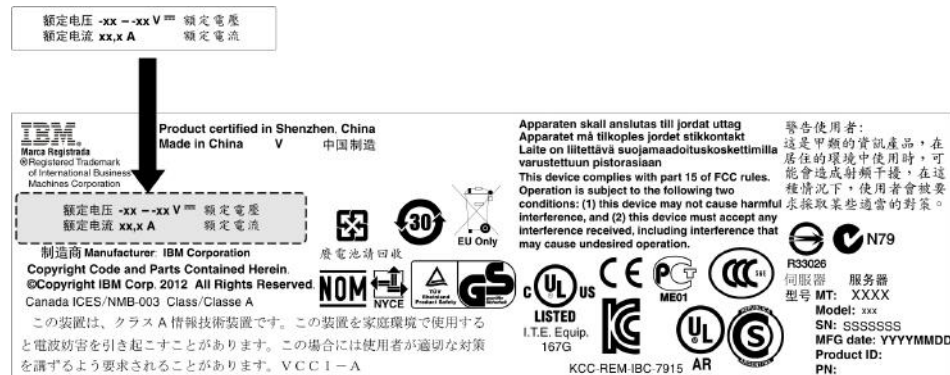 额定电压 -xx – -xx V 額定電壓
额定电流 xx,x A 額定電流
IBM.
Marca Registrada
®Registered Trademark
of International Business
Machines Corporation
Product certified in Shenzhen, China
Made in China V 中国制造
额定电压 -xx – -xx V 額定電壓
额定电流 xx,x A 額定電流
制造商 Manufacturer: IBM Corporation
Copyright Code and Parts Contained Herein.
©Copyright IBM Corp. 2012 All Rights Reserved.
Canada ICES/NMB-003 Class/Classe A
この装置は、クラスA情報技術装置です。この装置を家庭環境で使用する
と電波妨害を引き起こすことがあります。この場合には使用者が適切な対策
を講ずるよう要求されることがあります。VCCI-A
廢電池請回收
30
EU Only
NOM
NYCE
TÜV
Rheinland
Product Safety
GS
geprüfte
Sicherheit
Apparaten skall anslutas till jordat uttag
Apparatet må tilkoples jordet stikkontakt
Laite on liitettävä suojamaadoituskoskettimilla
varustettuun pistorasiaan
This device complies with part 15 of FCC rules.
Operation is subject to the following two
conditions: (1) this device may not cause harmful
interference, and (2) this device must accept any
interference received, including interference that
may cause undesired operation.
C UL US
LISTED
I.T.E. Equip.
167G
CE
ME01
CCC
KCC-REM-IBC-7915
UL
AR
S
警告使用者:
這是甲類的資訊產品,在
居住的環境中使用時,可
能會造成射頻干擾,在這
種情況下,使用者會被要
求採取某些適當的對策。
R33026
N79
伺服器 服务器
型号 MT: XXXX
Model: xxx
SN: SSSSSSS
MFG date: YYYYMMDD
Product ID:
PN: